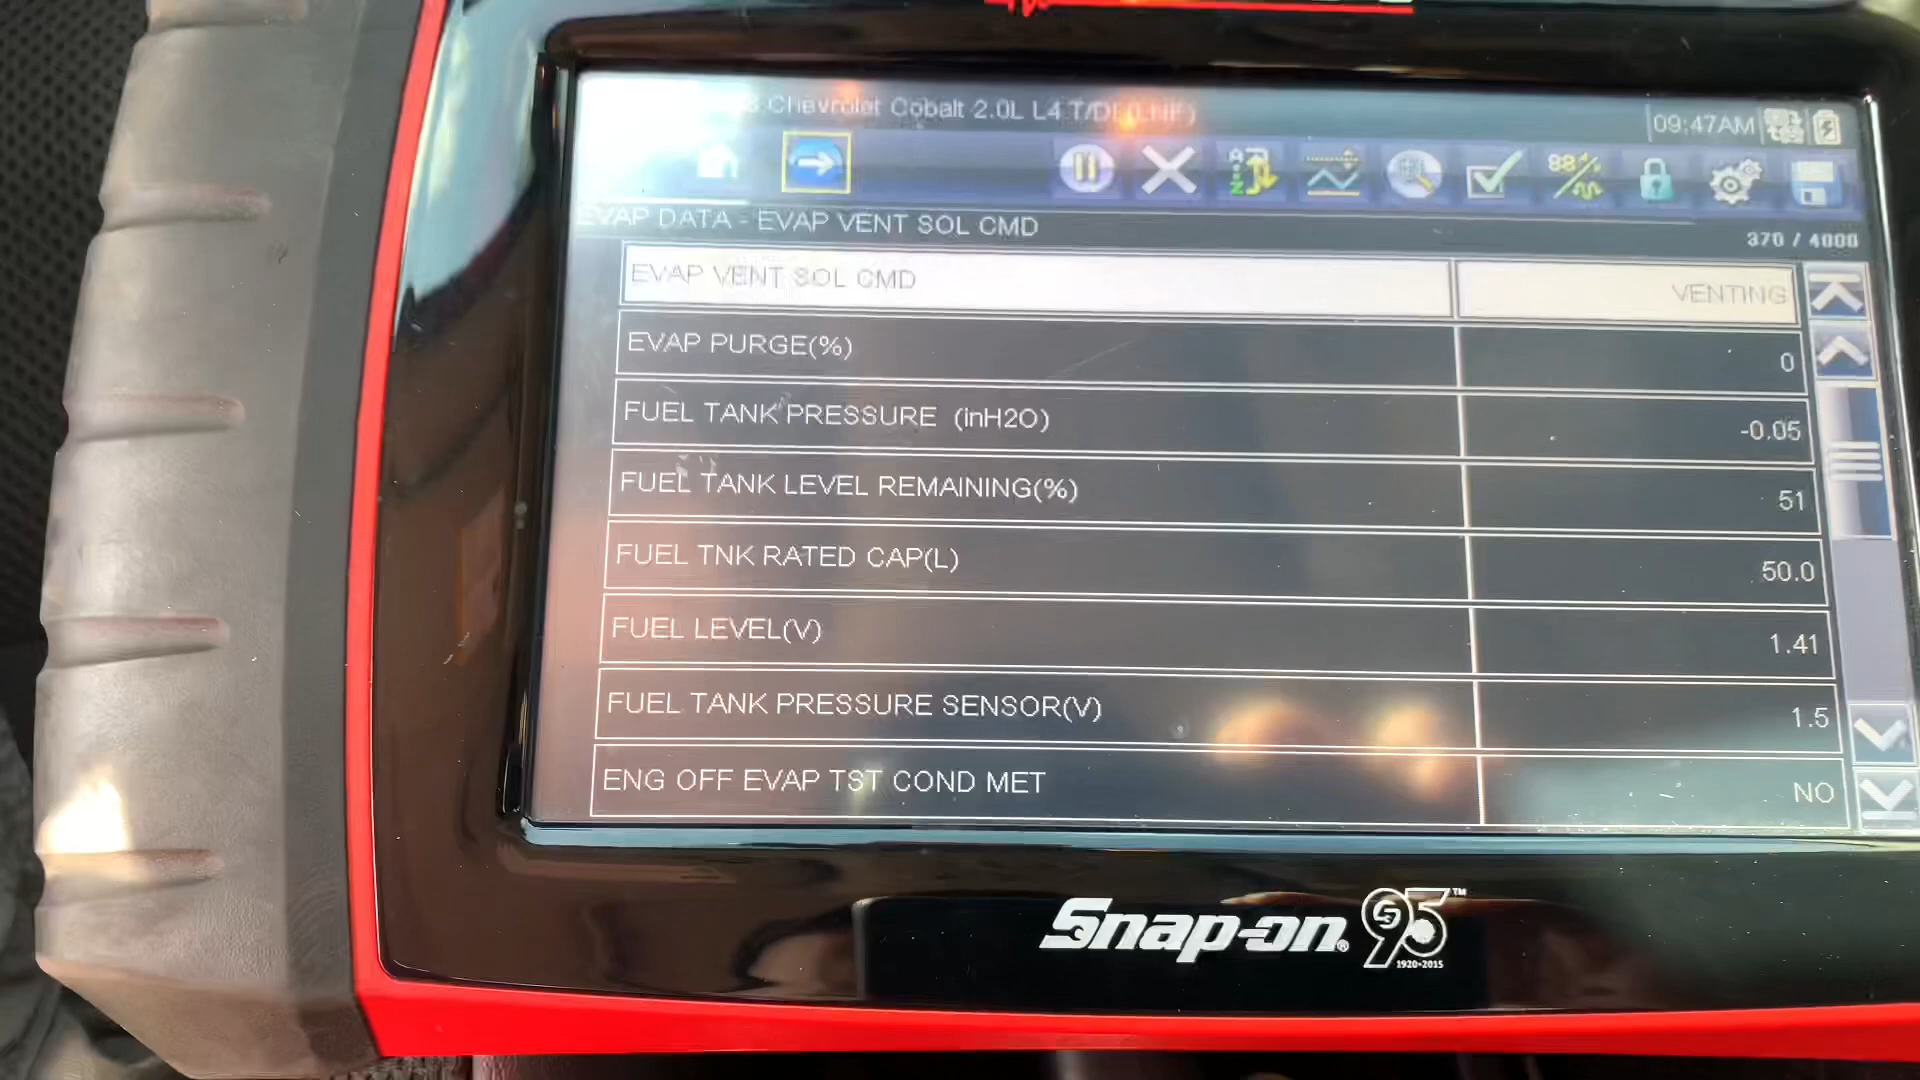 Chevrolet Cobalt 2.0L L4 T/DI (LNF)
09:47AM
EVAP DATA - EVAP VENT SOL CMD
370 / 4000
EVAP VENT SOL CMD VENTING
EVAP PURGE(%) 0
FUEL TANK PRESSURE (inH2O) -0.05
FUEL TANK LEVEL REMAINING(%) 51
FUEL TNK RATED CAP(L) 50.0
FUEL LEVEL(V) 1.41
FUEL TANK PRESSURE SENSOR(V) 1.5
ENG OFF EVAP TST COND MET NO
Snap-on® 95™
1920-2015